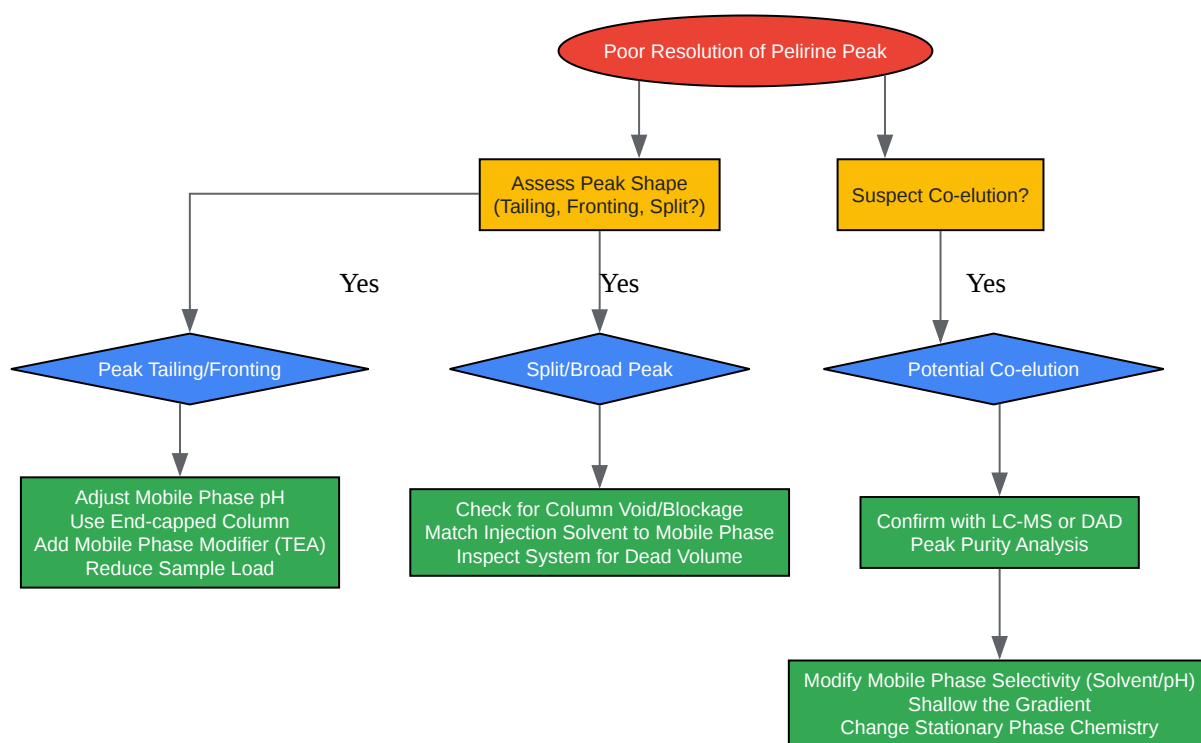 Poor Resolution of Pelirine Peak
Assess Peak Shape
(Tailing, Fronting, Split?)
Suspect Co-elution?
Yes
Yes
Yes
Peak Tailing/Fronting
Split/Broad Peak
Potential Co-elution
Adjust Mobile Phase pH
Use End-capped Column
Add Mobile Phase Modifier (TEA)
Reduce Sample Load
Check for Column Void/Blockage
Match Injection Solvent to Mobile Phase
Inspect System for Dead Volume
Confirm with LC-MS or DAD
Peak Purity Analysis
Modify Mobile Phase Selectivity (Solvent/pH)
Shallow the Gradient
Change Stationary Phase Chemistry